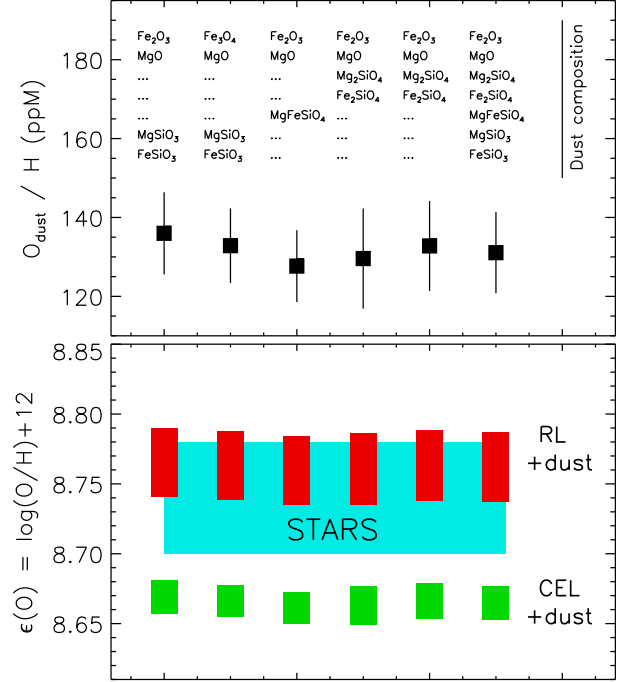 Fe₂O₃ Fe₃O₄ Fe₂O₃ Fe₂O₃ Fe₂O₃ Fe₂O₃
MgO MgO MgO MgO MgO MgO
... ... ... Mg₂SiO₄ Mg₂SiO₄ Mg₂SiO₄
... ... ... Fe₂SiO₄ Fe₂SiO₄ Fe₂SiO₄
... ... MgFeSiO₄ ... ... MgFeSiO₄
MgSiO₃ MgSiO₃ ... ... ... MgSiO₃
FeSiO₃ FeSiO₃ ... ... ... FeSiO₃
Dust composition
O_dust / H (ppM)
180
160
140
120
ϵ(O) = log(O/H)+12
8.85
8.80
8.75
8.70
8.65
RL
+dust
STARS
CEL
+dust